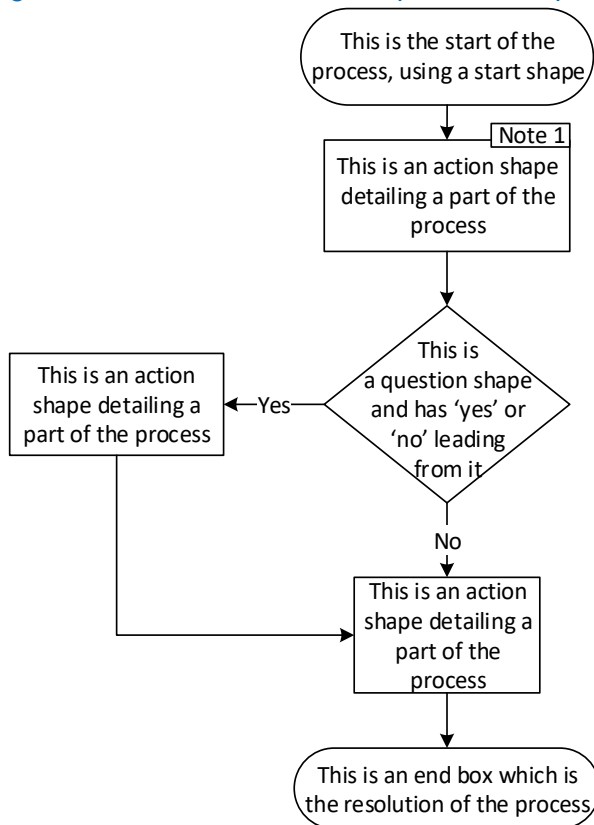 This is the start of the
process, using a start shape
Note 1
This is an action shape
detailing a part of the
process
This is
a question shape
and has ‘yes’ or
‘no’ leading
from it
Yes
This is an action
shape detailing a
part of the process
No
This is an action
shape detailing a
part of the
process
This is an end box which is
the resolution of the process